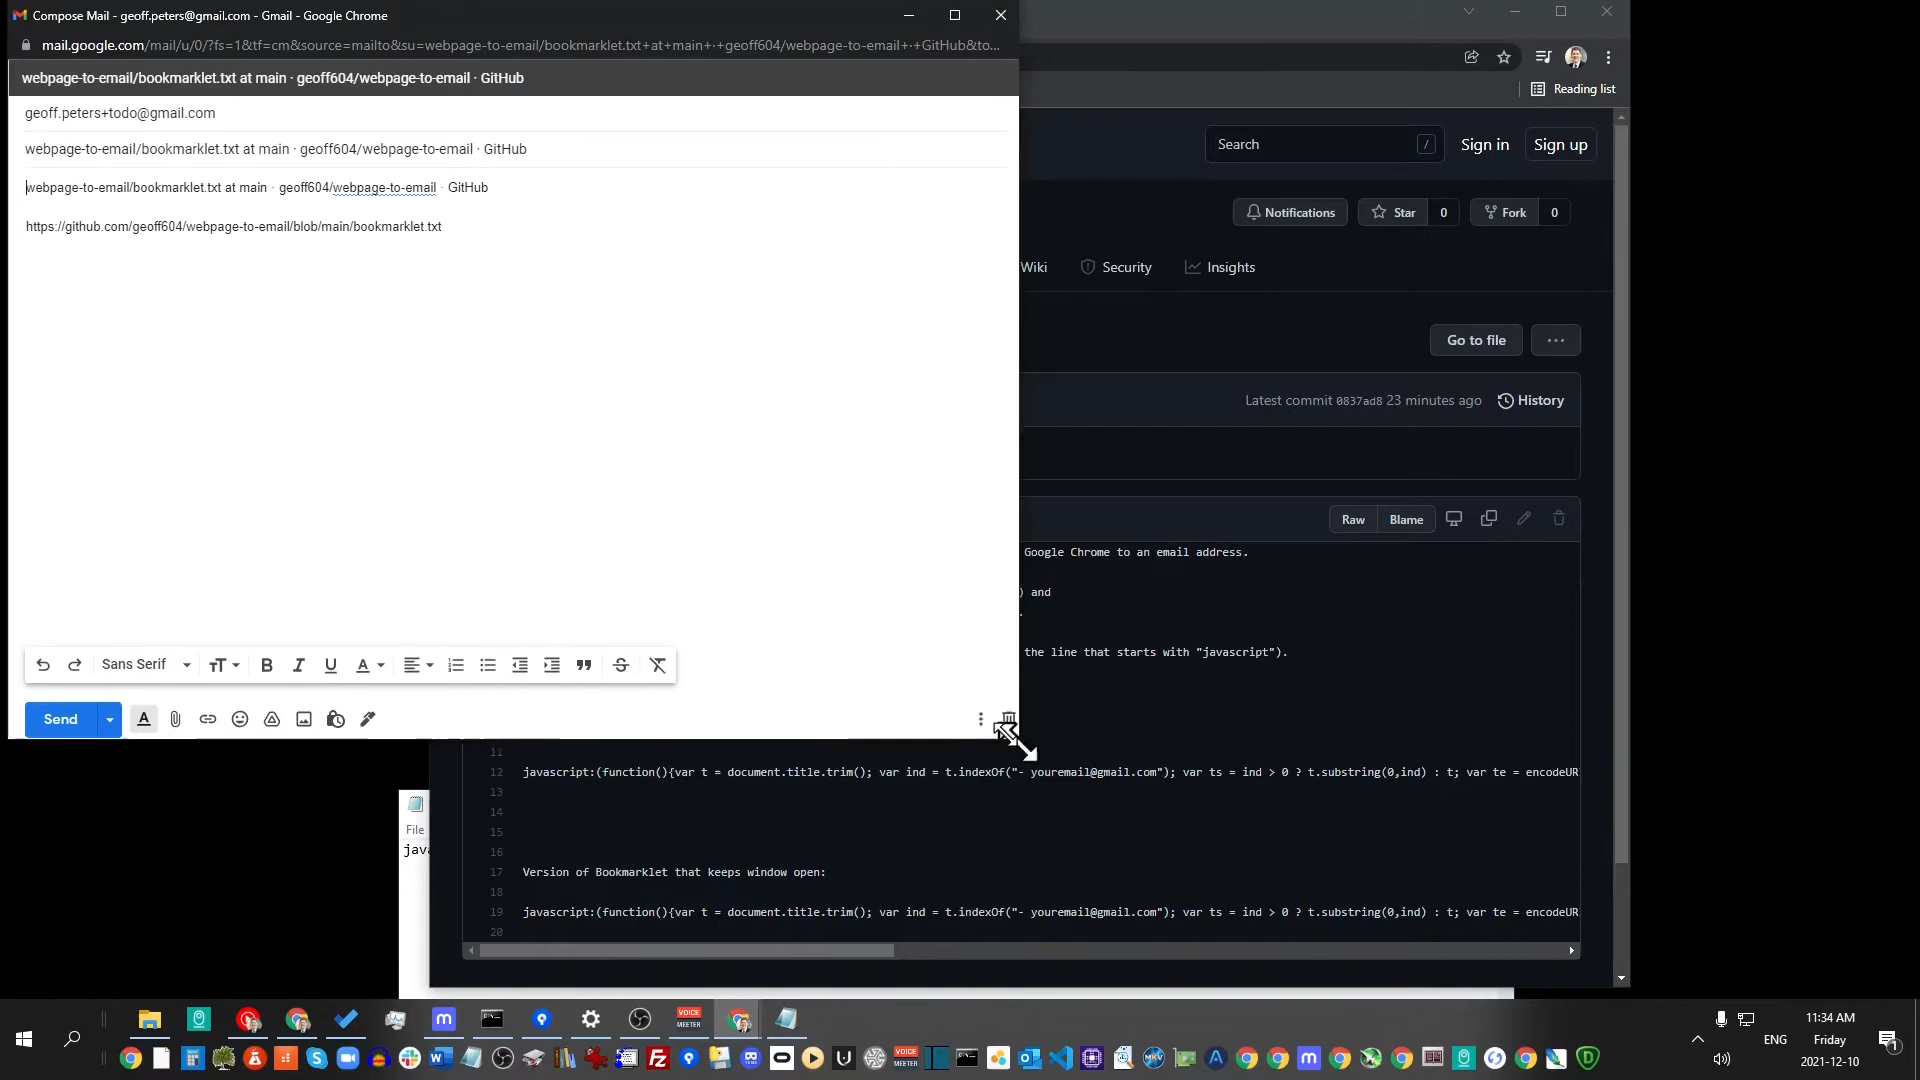 Compose Mail - geoff.peters@gmail.com - Gmail - Google Chrome
mail.google.com/mail/u/0/?fs=1&tf=cm&source=mailto&su=webpage-to-email/bookmarklet.txt+at+main+·+geoff604/webpage-to-email+·+GitHub&to...
webpage-to-email/bookmarklet.txt at main · geoff604/webpage-to-email · GitHub
geoff.peters+todo@gmail.com
webpage-to-email/bookmarklet.txt at main · geoff604/webpage-to-email · GitHub
webpage-to-email/bookmarklet.txt at main · geoff604/webpage-to-email · GitHub
https://github.com/geoff604/webpage-to-email/blob/main/bookmarklet.txt
Sans Serif
Send
Reading list
Search /
Sign in
Sign up
Notifications
Star 0
Fork 0
Wiki
Security
Insights
Go to file
Latest commit 0837ad8 23 minutes ago
History
Raw
Blame
Google Chrome to an email address.
) and
.
the line that starts with "javascript").
11
12 javascript:(function(){var t = document.title.trim(); var ind = t.indexOf("- youremail@gmail.com"); var ts = ind > 0 ? t.substring(0,ind) : t; var te = encodeUR
13
14
15
16
17 Version of Bookmarklet that keeps window open:
18
19 javascript:(function(){var t = document.title.trim(); var ind = t.indexOf("- youremail@gmail.com"); var ts = ind > 0 ? t.substring(0,ind) : t; var te = encodeUR
20
File
java
VOICE MEETER
ENG
11:34 AM
Friday
2021-12-10
1